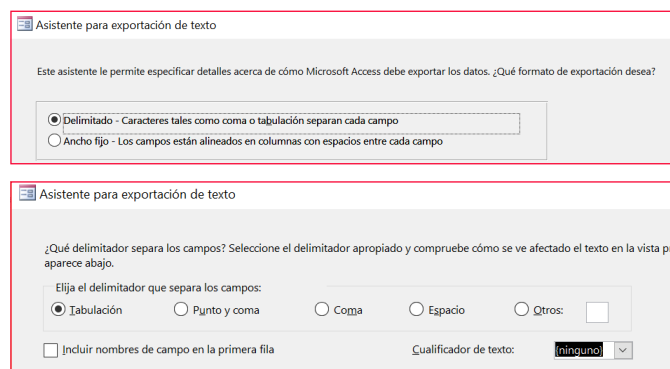 Asistente para exportación de texto
Este asistente le permite especificar detalles acerca de cómo Microsoft Access debe exportar los datos. ¿Qué formato de exportación desea?
Delimitado - Caracteres tales como coma o tabulación separan cada campo
Ancho fijo - Los campos están alineados en columnas con espacios entre cada campo
Asistente para exportación de texto
¿Qué delimitador separa los campos? Seleccione el delimitador apropiado y compruebe cómo se ve afectado el texto en la vista
aparece abajo.
Elija el delimitador que separa los campos:
Tabulación Punto y coma Coma Espacio Otros:
Incluir nombres de campo en la primera fila Cualificador de texto: {ninguno}